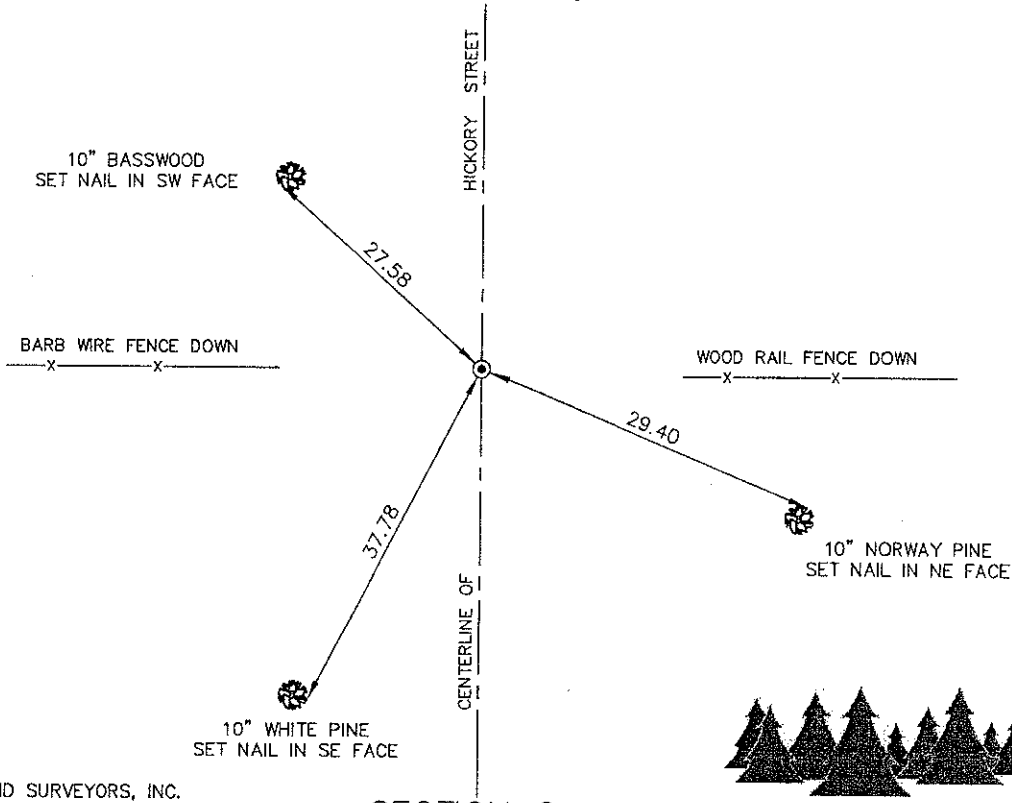 HICKORY STREET
10" BASSWOOD
SET NAIL IN SW FACE
27.58
BARB WIRE FENCE DOWN
X X
WOOD RAIL FENCE DOWN
X X
29.40
37.78
10" NORWAY PINE
SET NAIL IN NE FACE
CENTERLINE OF
10" WHITE PINE
SET NAIL IN SE FACE
SURVEYORS, INC.